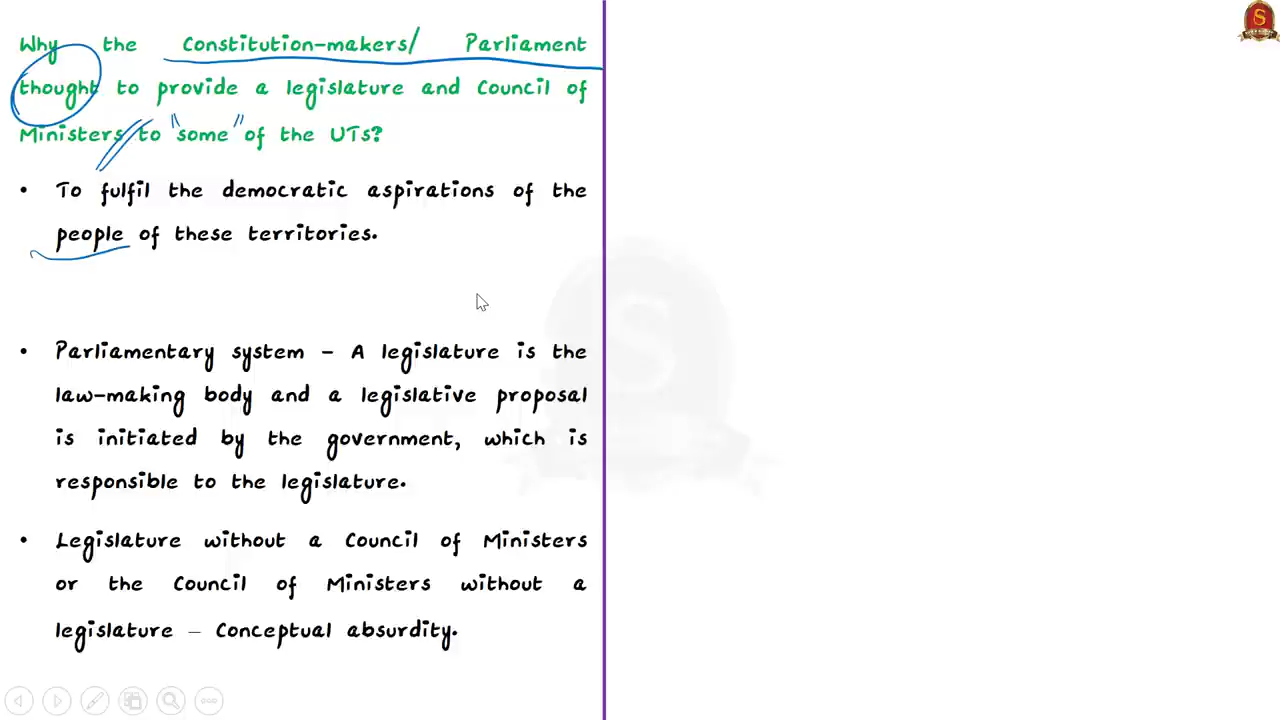 Why the Constitution-makers/ Parliament
thought to provide a legislature and Council of
Ministers to "some" of the UTs?
• To fulfil the democratic aspirations of the
people of these territories.
• Parliamentary system – A legislature is the
law-making body and a legislative proposal
is initiated by the government, which is
responsible to the legislature.
• Legislature without a Council of Ministers
or the Council of Ministers without a
legislature – Conceptual absurdity.
S
S